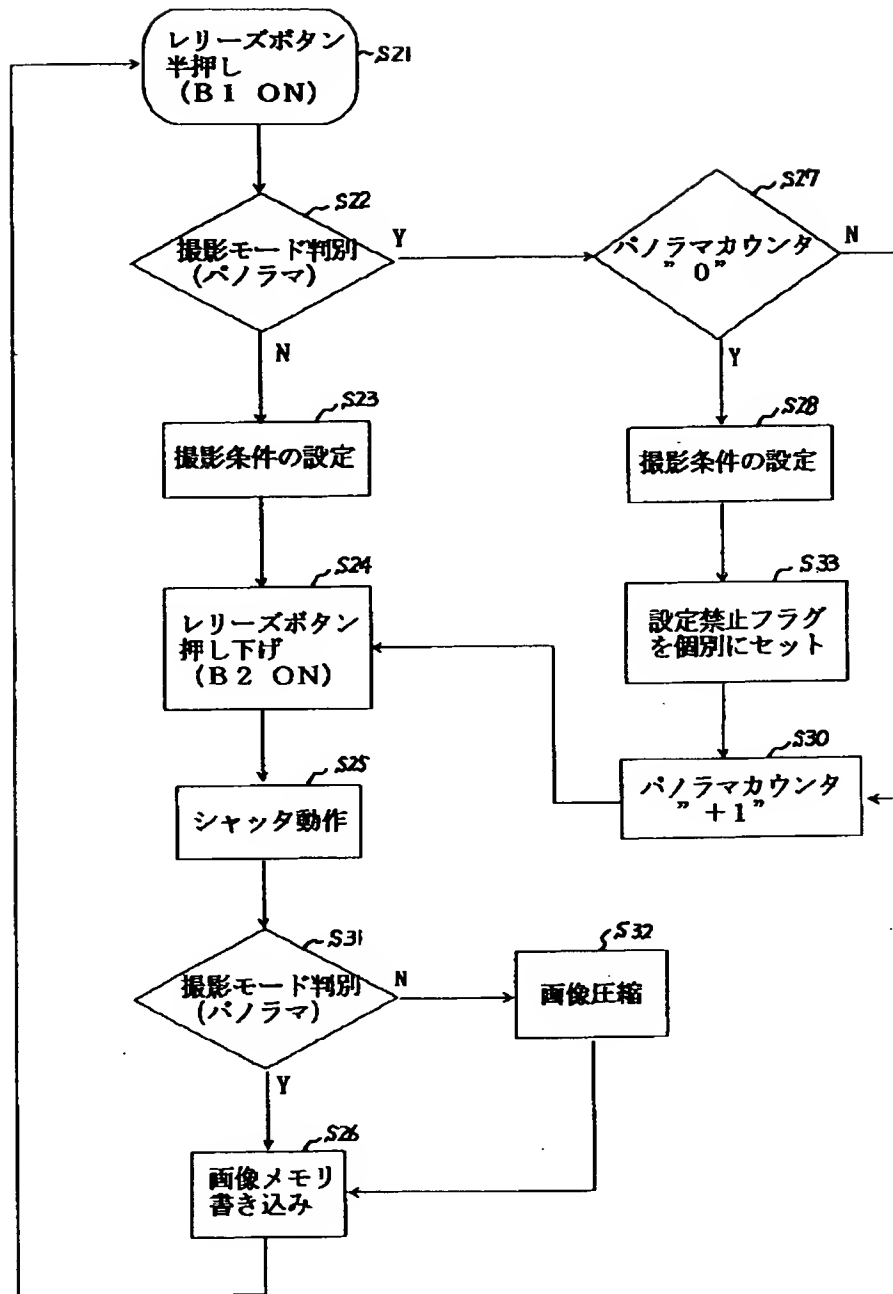 レリーズボタン
半押し
(B1 ON)
S21
S22
撮影モード判別
(パノラマ)
Y
N
S27
パノラマカウンタ
"0"
N
Y
S23
撮影条件の設定
S28
撮影条件の設定
S24
レリーズボタン
押し下げ
(B2 ON)
S33
設定禁止フラグ
を個別にセット
S25
シャッタ動作
S30
パノラマカウンタ
"+1"
S31
撮影モード判別
(パノラマ)
N
Y
S32
画像圧縮
S26
画像メモリ
書き込み